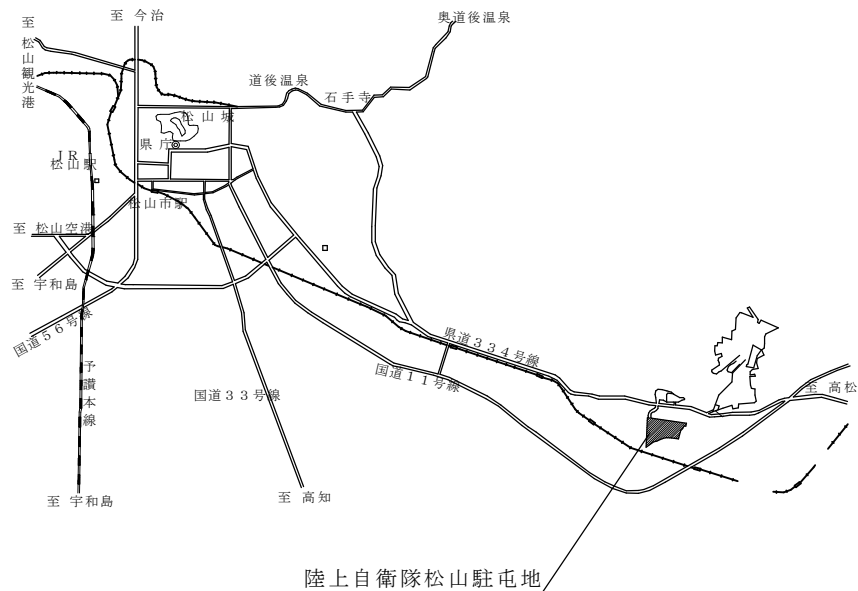 至 今治
奥道後温泉
至 松山観光港
道後温泉
石手寺
松山城
県庁
JR
松山駅
松山市駅
至 松山空港
至 宇和島
国道56号線
予讃本線
国道33号線
県道334号線
国道11号線
至 高松
至 宇和島
至 高知
陸上自衛隊松山駐屯地